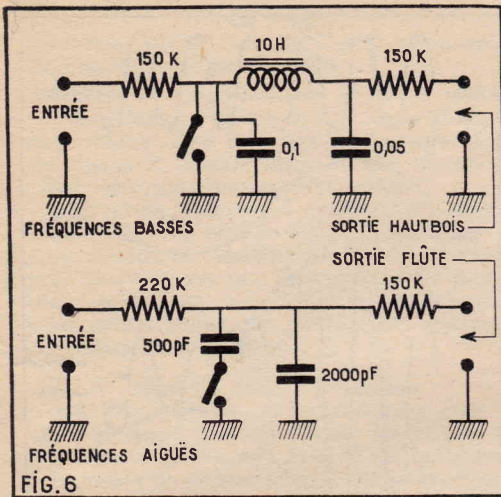 150 K
10 H
150 K
ENTRÉE
0,1
0,05
FRÉQUENCES BASSES
SORTIE HAUTBOIS
SORTIE FLÛTE
220 K
150 K
ENTRÉE
500pF
2000pF
FRÉQUENCES AIGUËS
FIG. 6